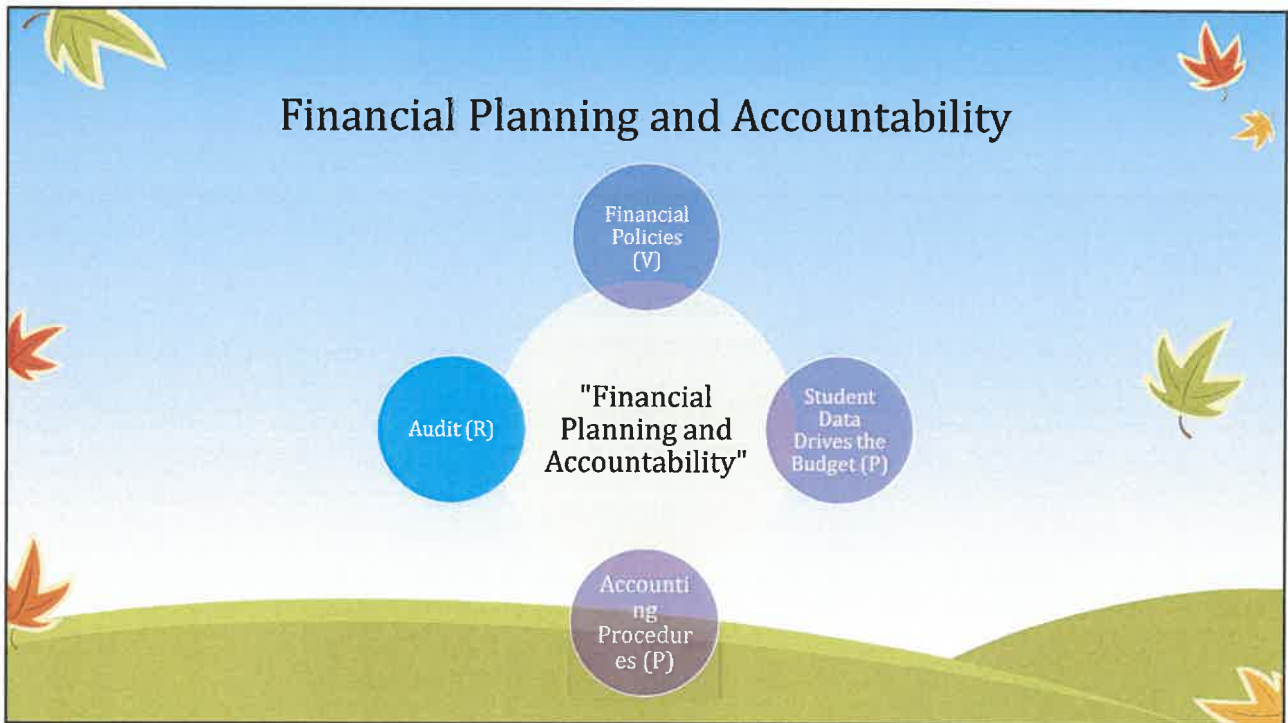 Financial Planning and Accountability
Financial
Policies
(V)
Audit (R)
"Financial
Planning and
Accountability"
Student
Data
Drives the
Budget (P)
Accounti
ng
Procedur
es (P)